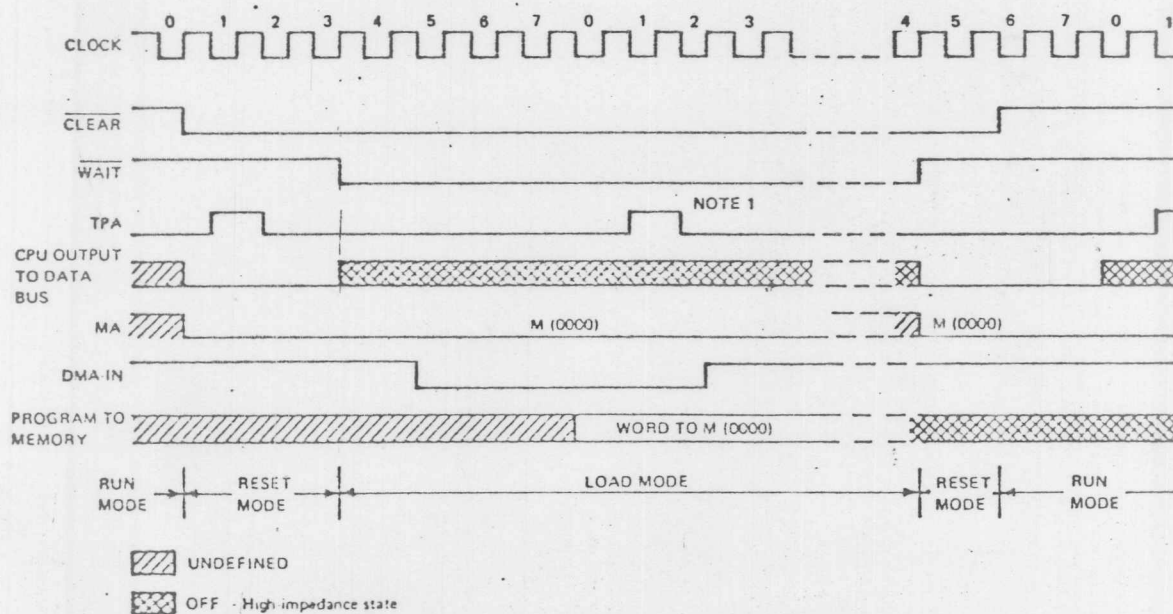 0 1 2 3 4 5 6 7 0 1 2 3 4 5 6 7 0 1
CLOCK
CLEAR
WAIT
NOTE 1
TPA
CPU OUTPUT
TO DATA
BUS
MA
M (0000)
M (0000)
DMA-IN
PROGRAM TO
MEMORY
WORD TO M (0000)
RUN
MODE
RESET
MODE
LOAD MODE
RESET
MODE
RUN
MODE
UNDEFINED
OFF - High-impedance state